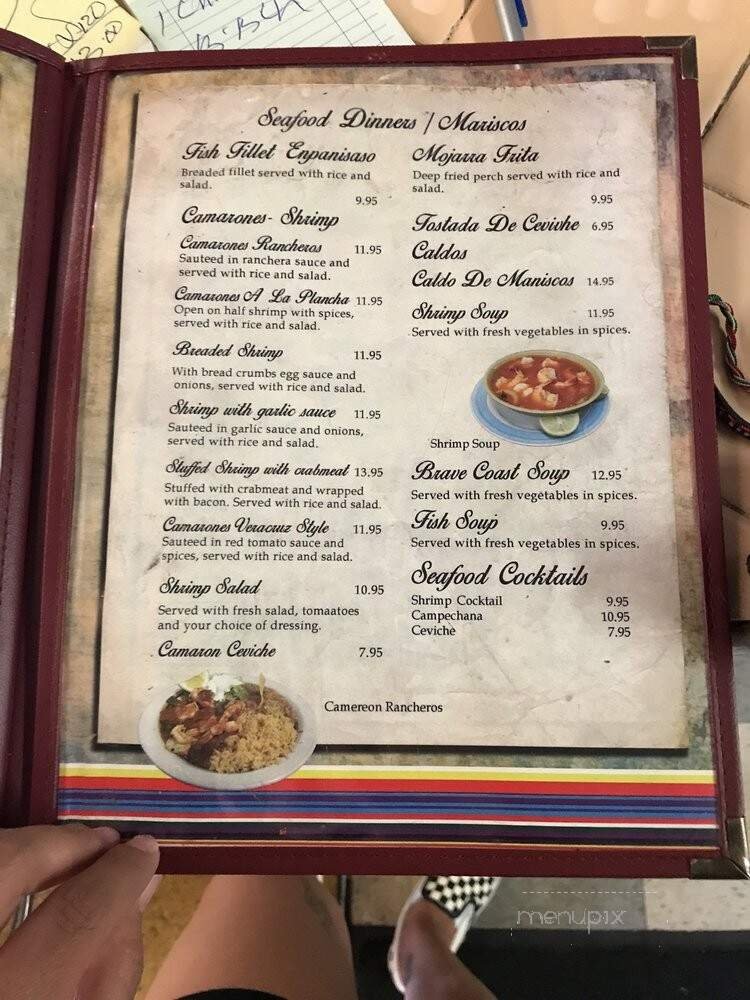 B.BCH
Seafood Dinners / Mariscos
Fish Fillet Enpanisaso
Breaded fillet served with rice and
salad.
9.95
Camarones- Shrimp
Camarones Rancheros 11.95
Sauteed in ranchera sauce and
served with rice and salad.
Camarones A La Plancha 11.95
Open on half shrimp with spices,
served with rice and salad.
Breaded Shrimp 11.95
With bread crumbs egg sauce and
onions, served with rice and salad.
Shrimp with garlic sauce 11.95
Sauteed in garlic sauce and onions,
served with rice and salad.
Stuffed Shrimp with crabmeat 13.95
Stuffed with crabmeat and wrapped
with bacon. Served with rice and salad.
Camarones Veracruz Style 11.95
Sauteed in red tomato sauce and
spices, served with rice and salad.
Shrimp Salad 10.95
Served with fresh salad, tomaatoes
and your choice of dressing.
Camaron Ceviche 7.95
Camereon Rancheros
Mojarra Frita
Deep fried perch served with rice and
salad.
9.95
Tostada De Cevivhe 6.95
Caldos
Caldo De Maniscos 14.95
Shrimp Soup 11.95
Served with fresh vegetables in spices.
Shrimp Soup
Brave Coast Soup 12.95
Served with fresh vegetables in spices.
Fish Soup 9.95
Served with fresh vegetables in spices.
Seafood Cocktails
Shrimp Cocktail 9.95
Campechana 10.95
Ceviche 7.95
menupix